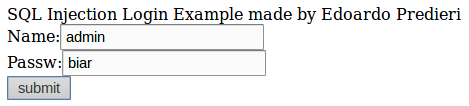 SQL Injection Login Example made by Edoardo Predieri
Name: admin
Passw: biar
submit